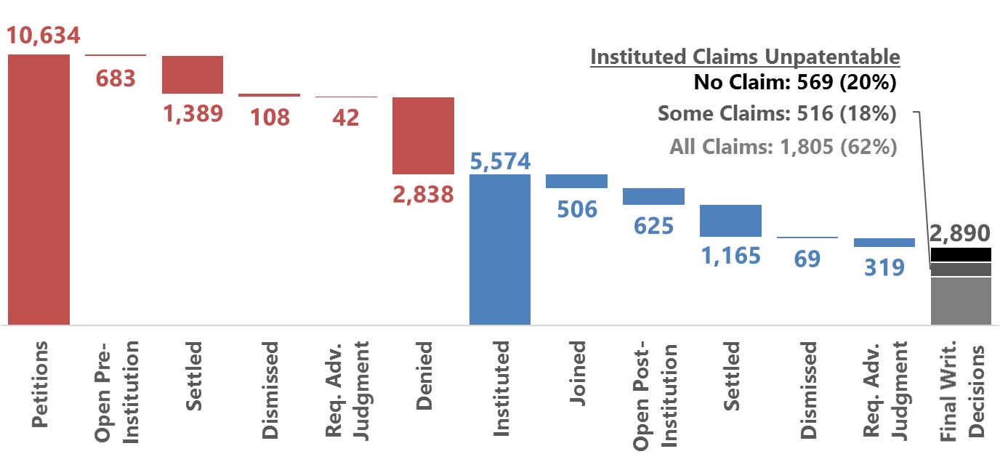 10,634
683
1,389
108
42
2,838
5,574
506
625
1,165
69
319
2,890
Instituted Claims Unpatentable
No Claim: 569 (20%)
Some Claims: 516 (18%)
All Claims: 1,805 (62%)
Petitions
Open Pre-
Institution
Settled
Dismissed
Req. Adv.
Judgment
Denied
Instituted
Joined
Open Post-
Institution
Settled
Dismissed
Req. Adv.
Judgment
Final Writ.
Decisions